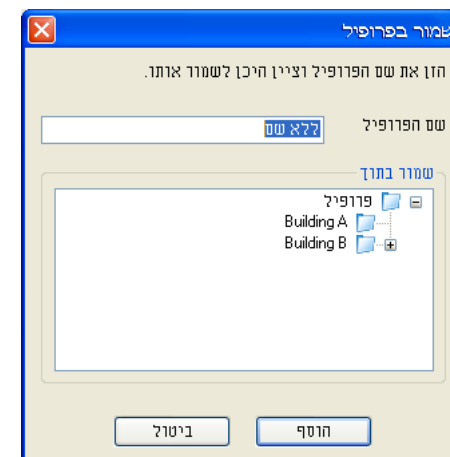 שמור בפרופיל
הזן את שם הפרופיל וציין היכן לשמור אותו.
שם הפרופיל
ללא שם
שמור בתוך
פרופיל
Building A
Building B
הוסף
ביטול